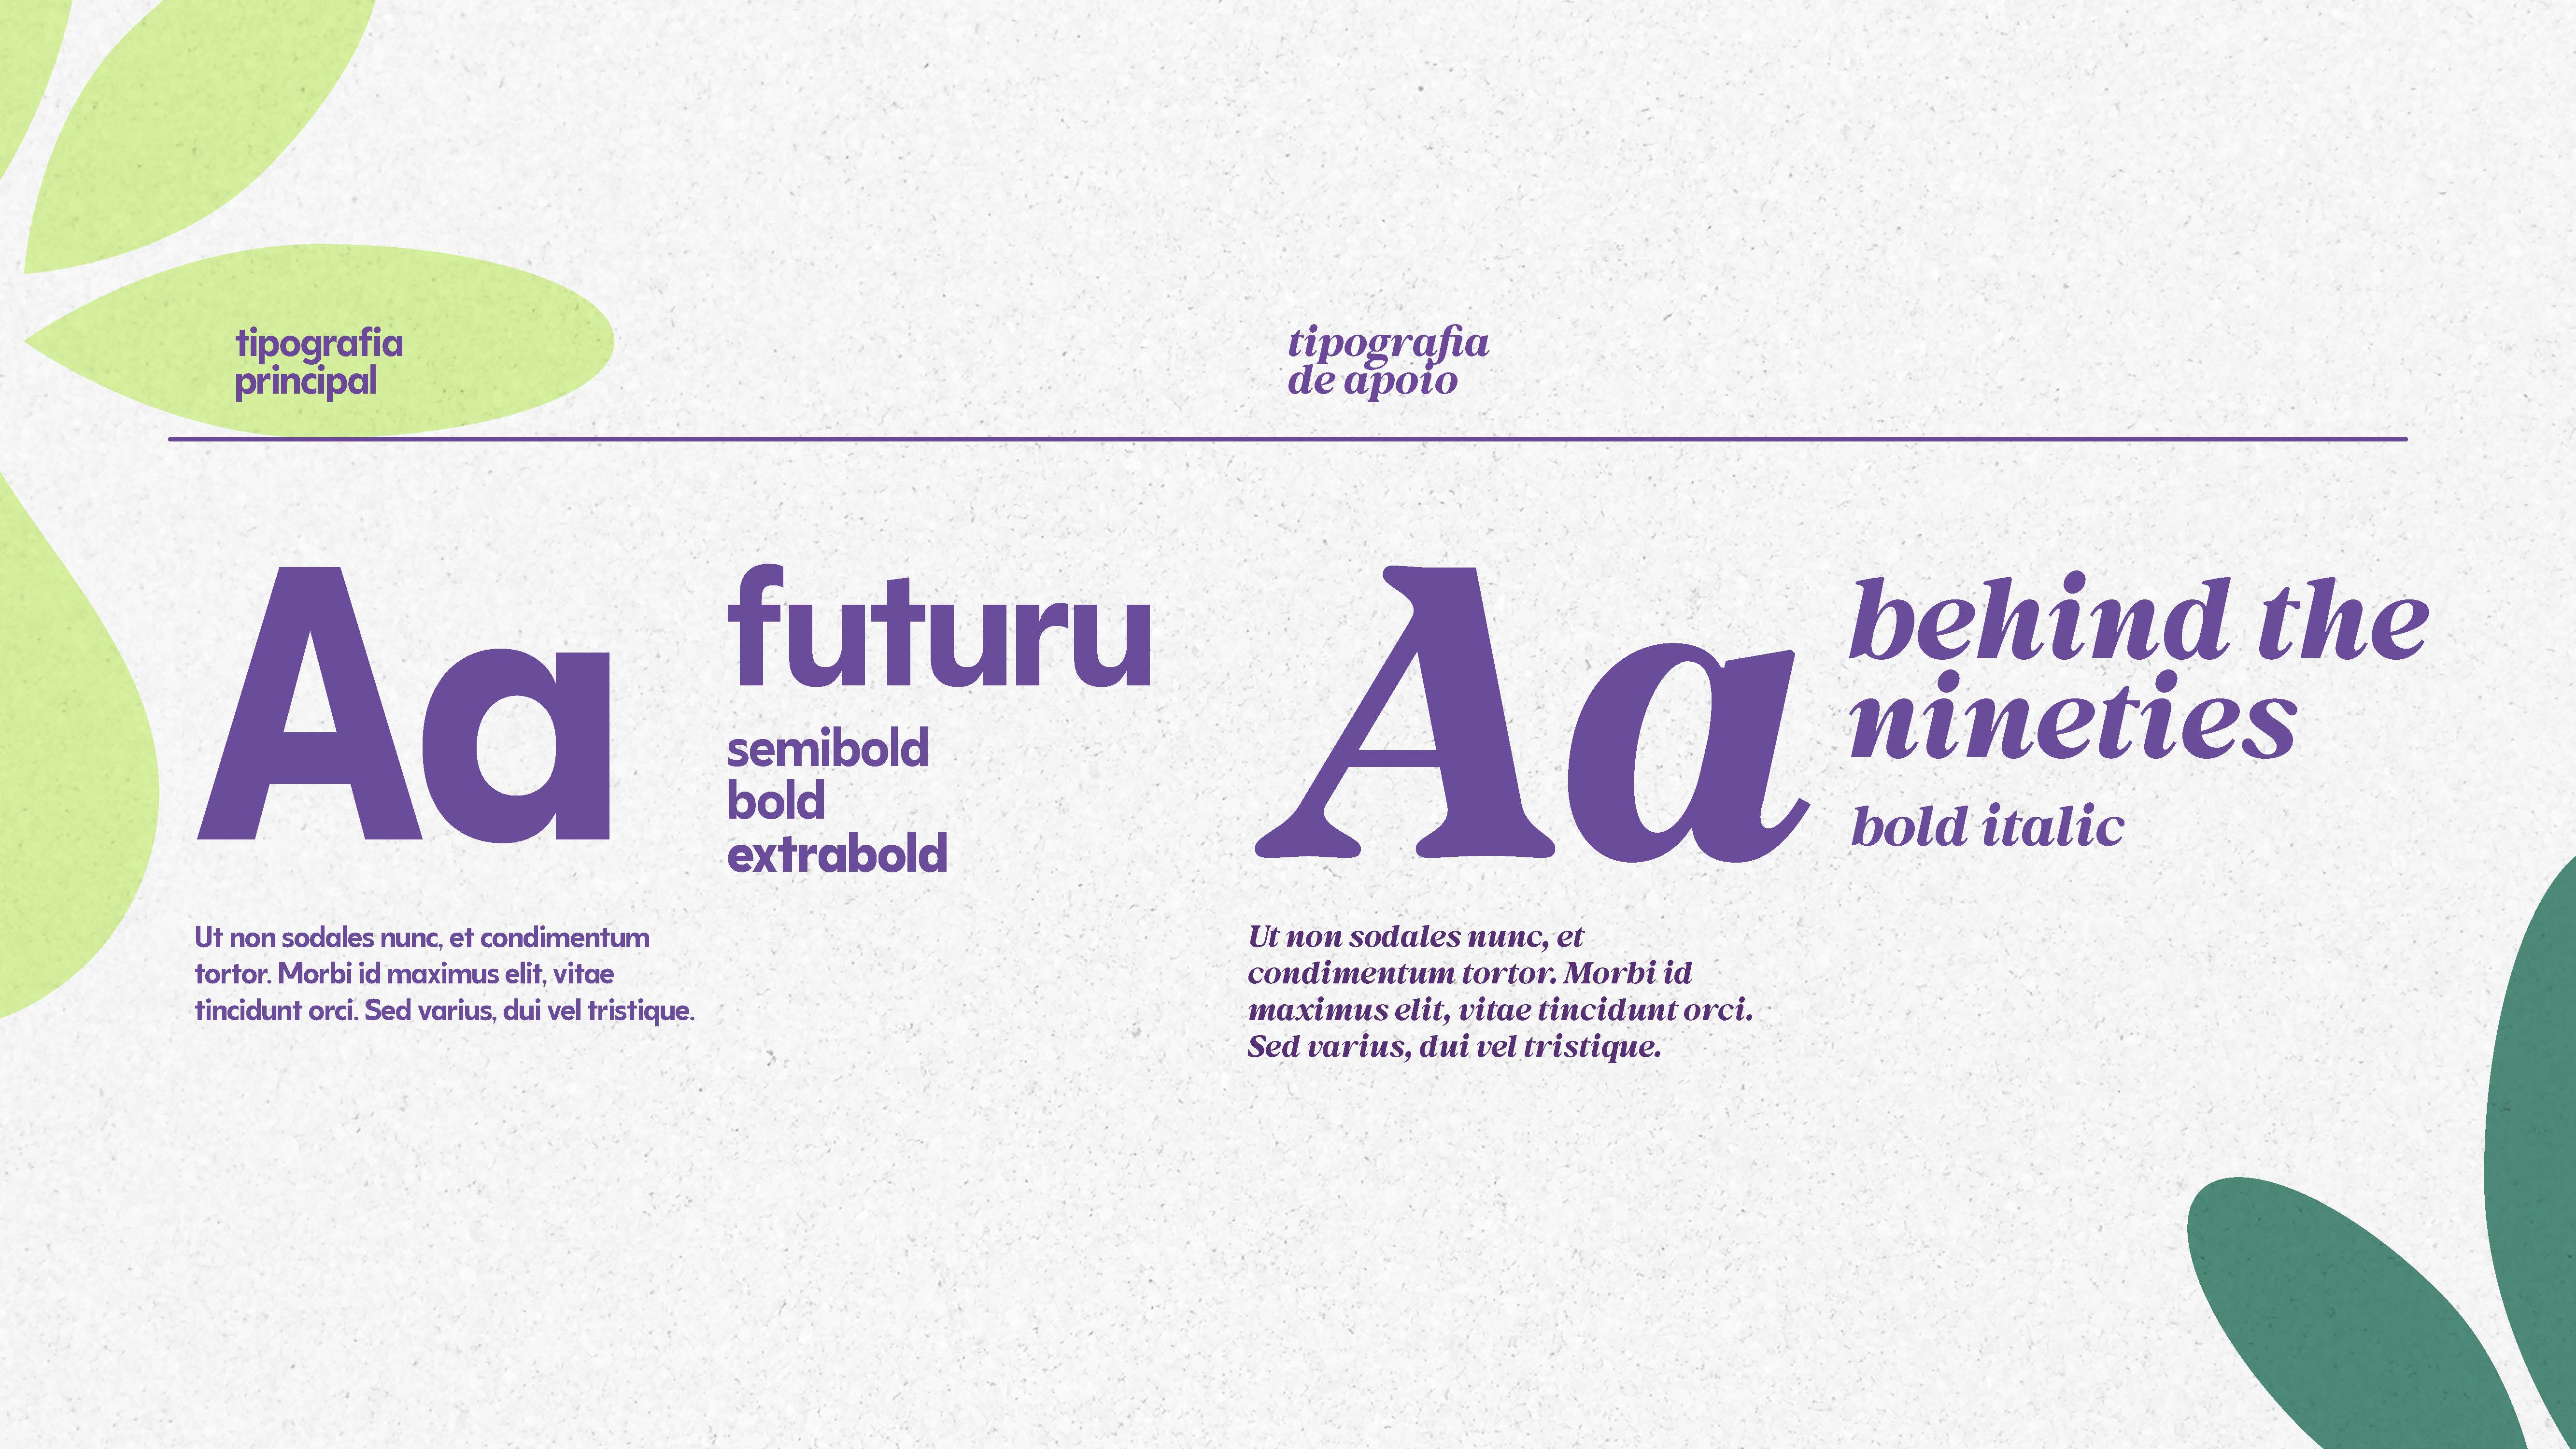 tipografia
principal
tipografia
de apoio
Aa
futuru
semibold
bold
extrabold
Ut non sodales nunc, et condimentum
tortor. Morbi id maximus elit, vitae
tincidunt orci. Sed varius, dui vel tristique.
Aa
behind the
nineties
bold italic
Ut non sodales nunc, et
condimentum tortor. Morbi id
maximus elit, vitae tincidunt orci.
Sed varius, dui vel tristique.